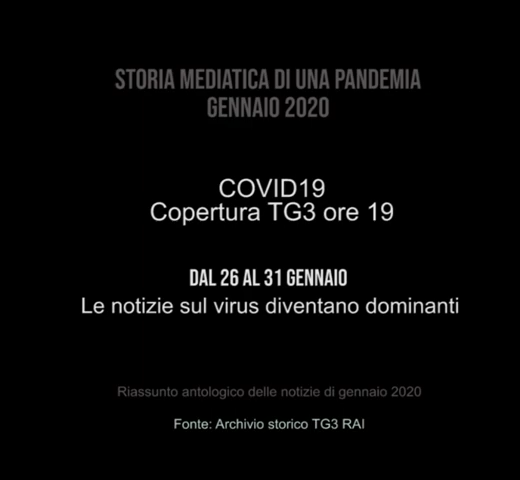 STORIA MEDIATICA DI UNA PANDEMIA
GENNAIO 2020
COVID19
Copertura TG3 ore 19
DAL 26 AL 31 GENNAIO
Le notizie sul virus diventano dominanti
Riassunto antologico delle notizie di gennaio 2020
Fonte: Archivio storico TG3 RAI